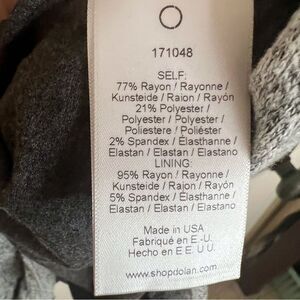 171048
SELF:
77% Rayon / Rayonne /
Kunsteide / Raion / Rayón
21% Polyester /
Polyester / Polyester /
Poliestere / Poliéster
2% Spandex / Élasthanne /
Elastan / Elastan / Elastano
LINING:
95% Rayon / Rayonne /
Kunsteide / Raion / Rayón
5% Spandex / Élasthanne /
Elastan / Elastan / Elastano
Made in USA
Fabriqué en E.-U.
Hecho en E E. U U.
www.shopdolan.com